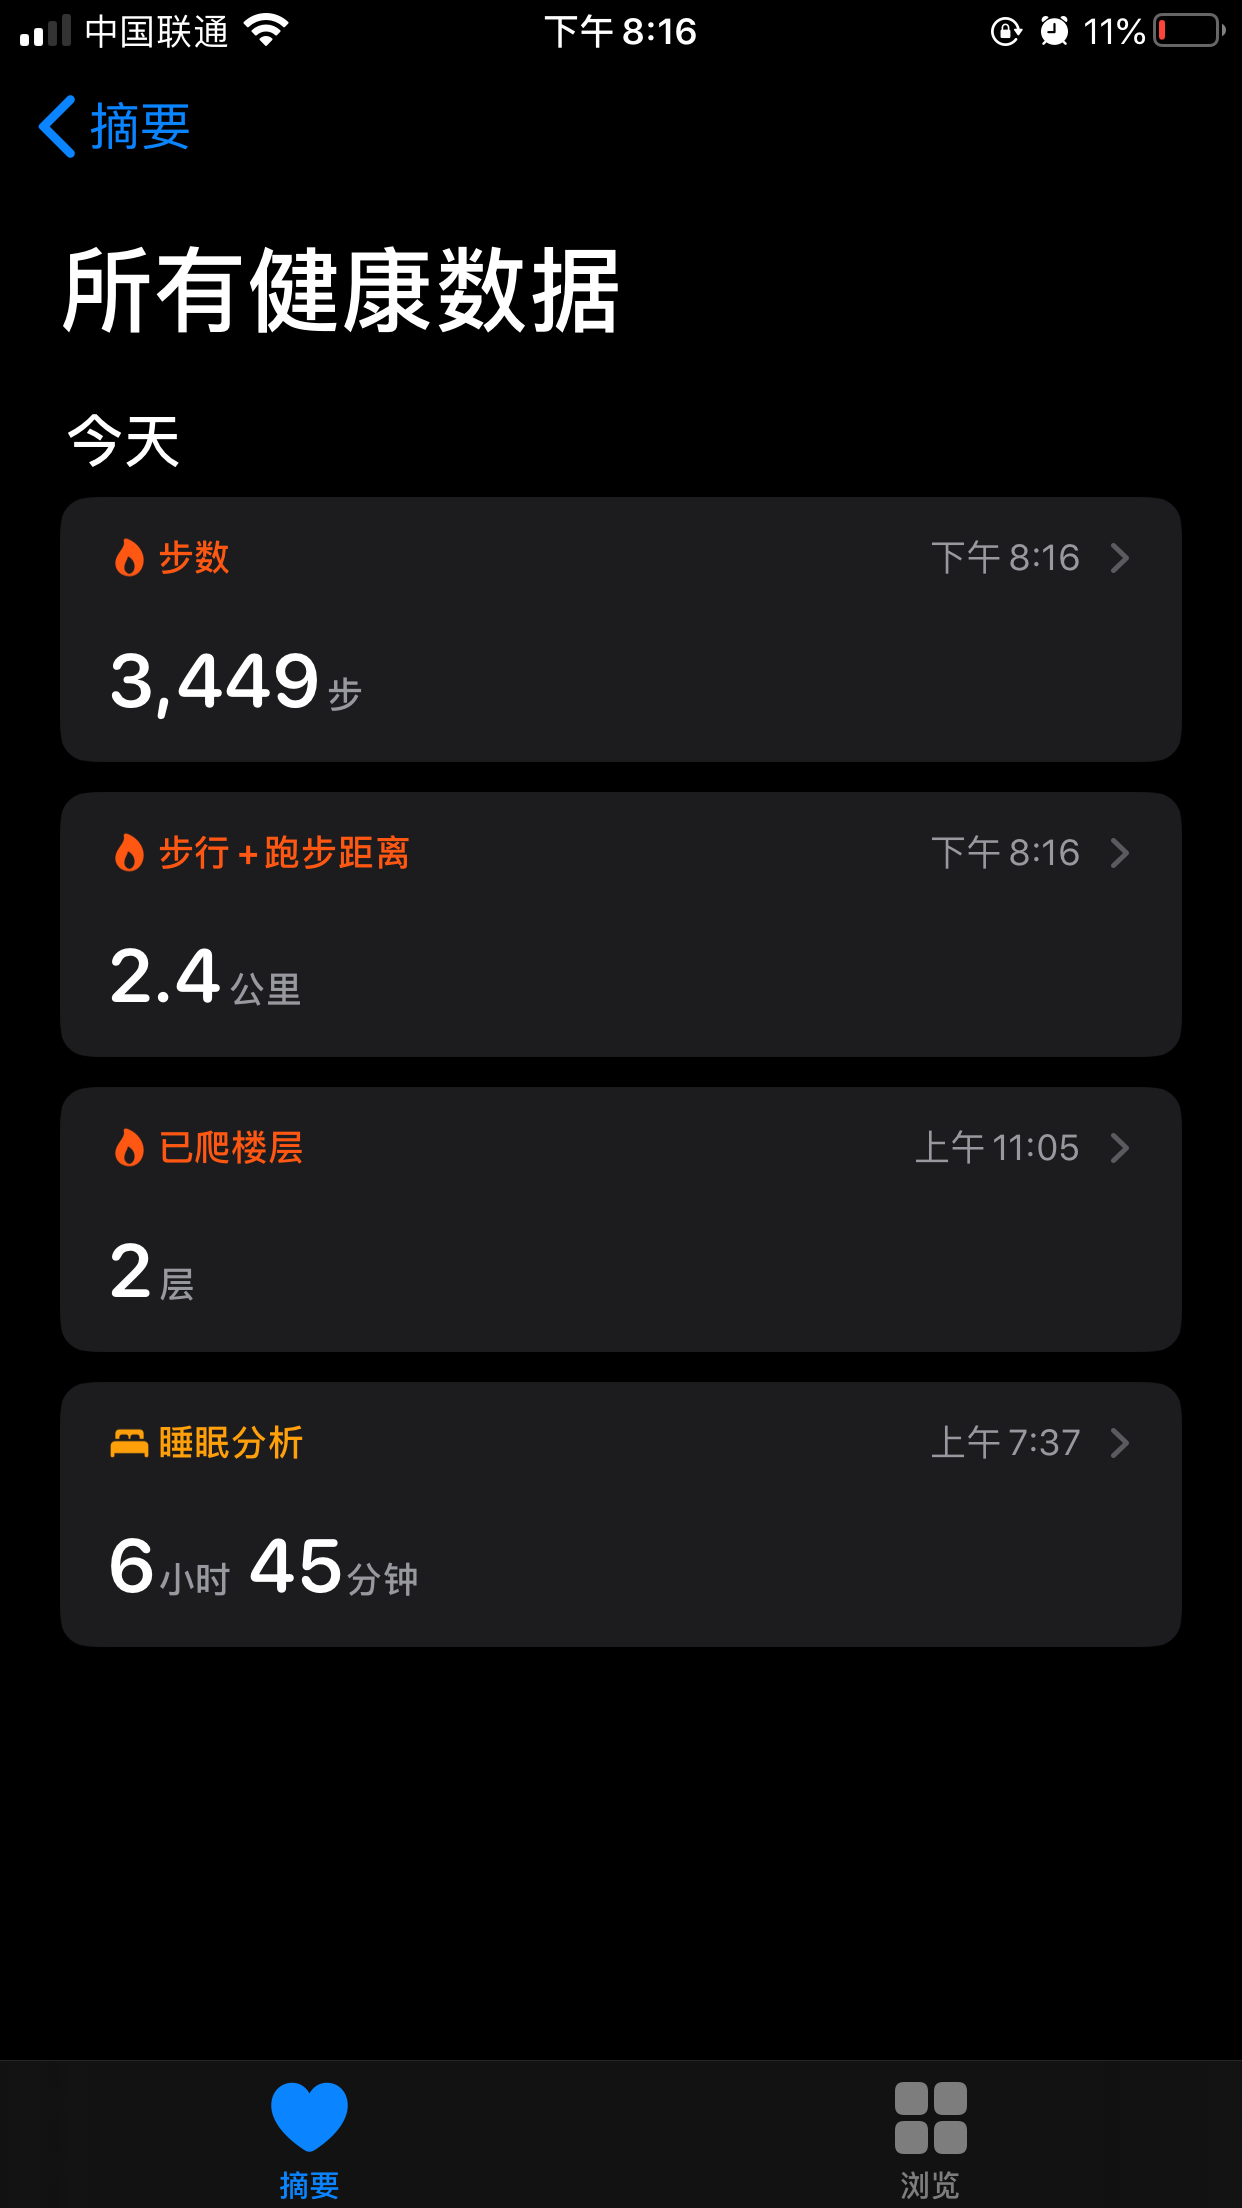 中国联通 下午 8:16 11%
摘要
所有健康数据
今天
步数 下午 8:16
3,449 步
步行 + 跑步距离 下午 8:16
2.4 公里
已爬楼层 上午 11:05
2 层
睡眠分析 上午 7:37
6 小时 45 分钟
摘要 浏览